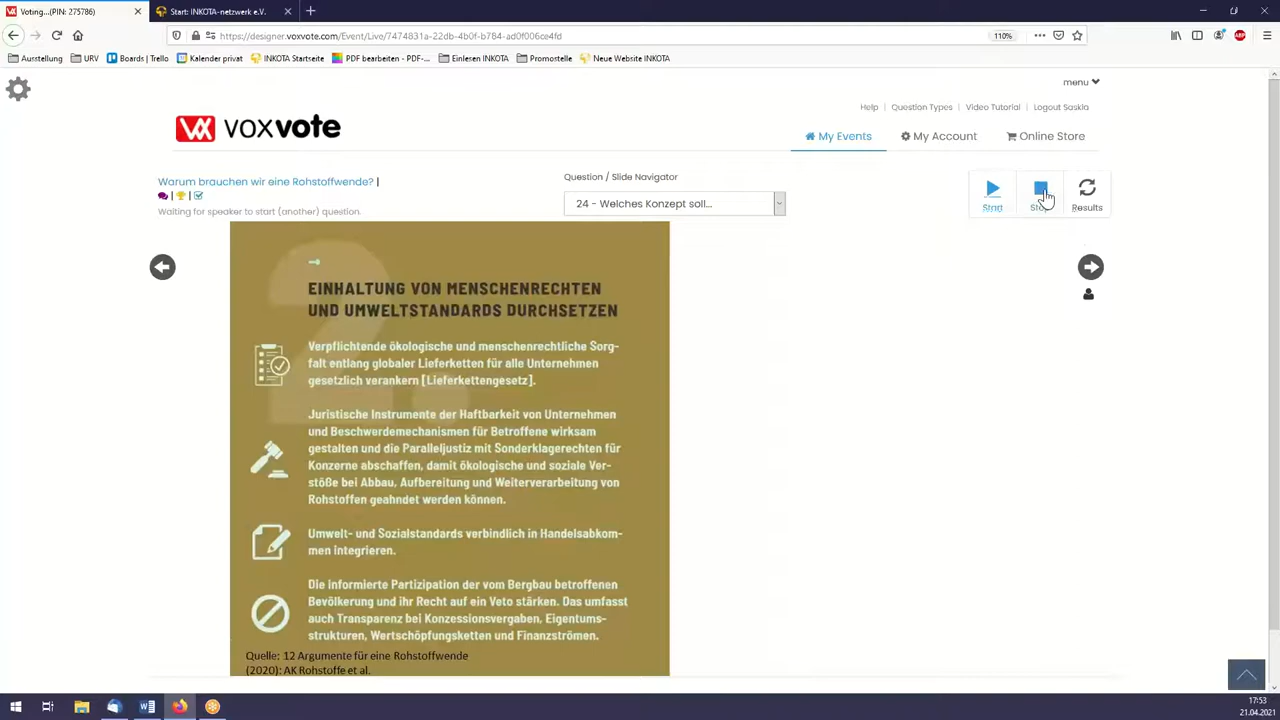 Voting...(PIN: 275786)
Start: INKOTA-netzwerk e.V.
https://designer.voxvote.com/Event/Live/7474831a-22db-4b0f-b784-ad0f006ce4fd
110%
Ausstellung
URV
Boards | Trello
Kalender privat
INKOTA Startseite
PDF bearbeiten - PDF-...
Einleren INKOTA
Promostelle
Neue Website INKOTA
menu
Help | Question Types | Video Tutorial | Logout Saskia
voxvote
My Events
My Account
Online Store
Warum brauchen wir eine Rohstoffwende? |
Waiting for speaker to start (another) question.
Question / Slide Navigator
24 - Welches Konzept soll...
Start
Results
2.
EINHALTUNG VON MENSCHENRECHTEN
UND UMWELTSTANDARDS DURCHSETZEN
Verpflichtende ökologische und menschenrechtliche Sorg-
falt entlang globaler Lieferketten für alle Unternehmen
gesetzlich verankern [Lieferkettengesetz].
Juristische Instrumente der Haftbarkeit von Unternehmen
und Beschwerdemechanismen für Betroffene wirksam
gestalten und die Paralleljustiz mit Sonderklagerechten für
Konzerne abschaffen, damit ökologische und soziale Ver-
stöße bei Abbau, Aufbereitung und Weiterverarbeitung von
Rohstoffen geahndet werden können.
Umwelt- und Sozialstandards verbindlich in Handelsabkom-
men integrieren.
Die informierte Partizipation der vom Bergbau betroffenen
Bevölkerung und ihr Recht auf ein Veto stärken. Das umfasst
auch Transparenz bei Konzessionsvergaben, Eigentums-
strukturen, Wertschöpfungsketten und Finanzströmen.
Quelle: 12 Argumente für eine Rohstoffwende
(2020): AK Rohstoffe et al.
17:53
21.04.2021